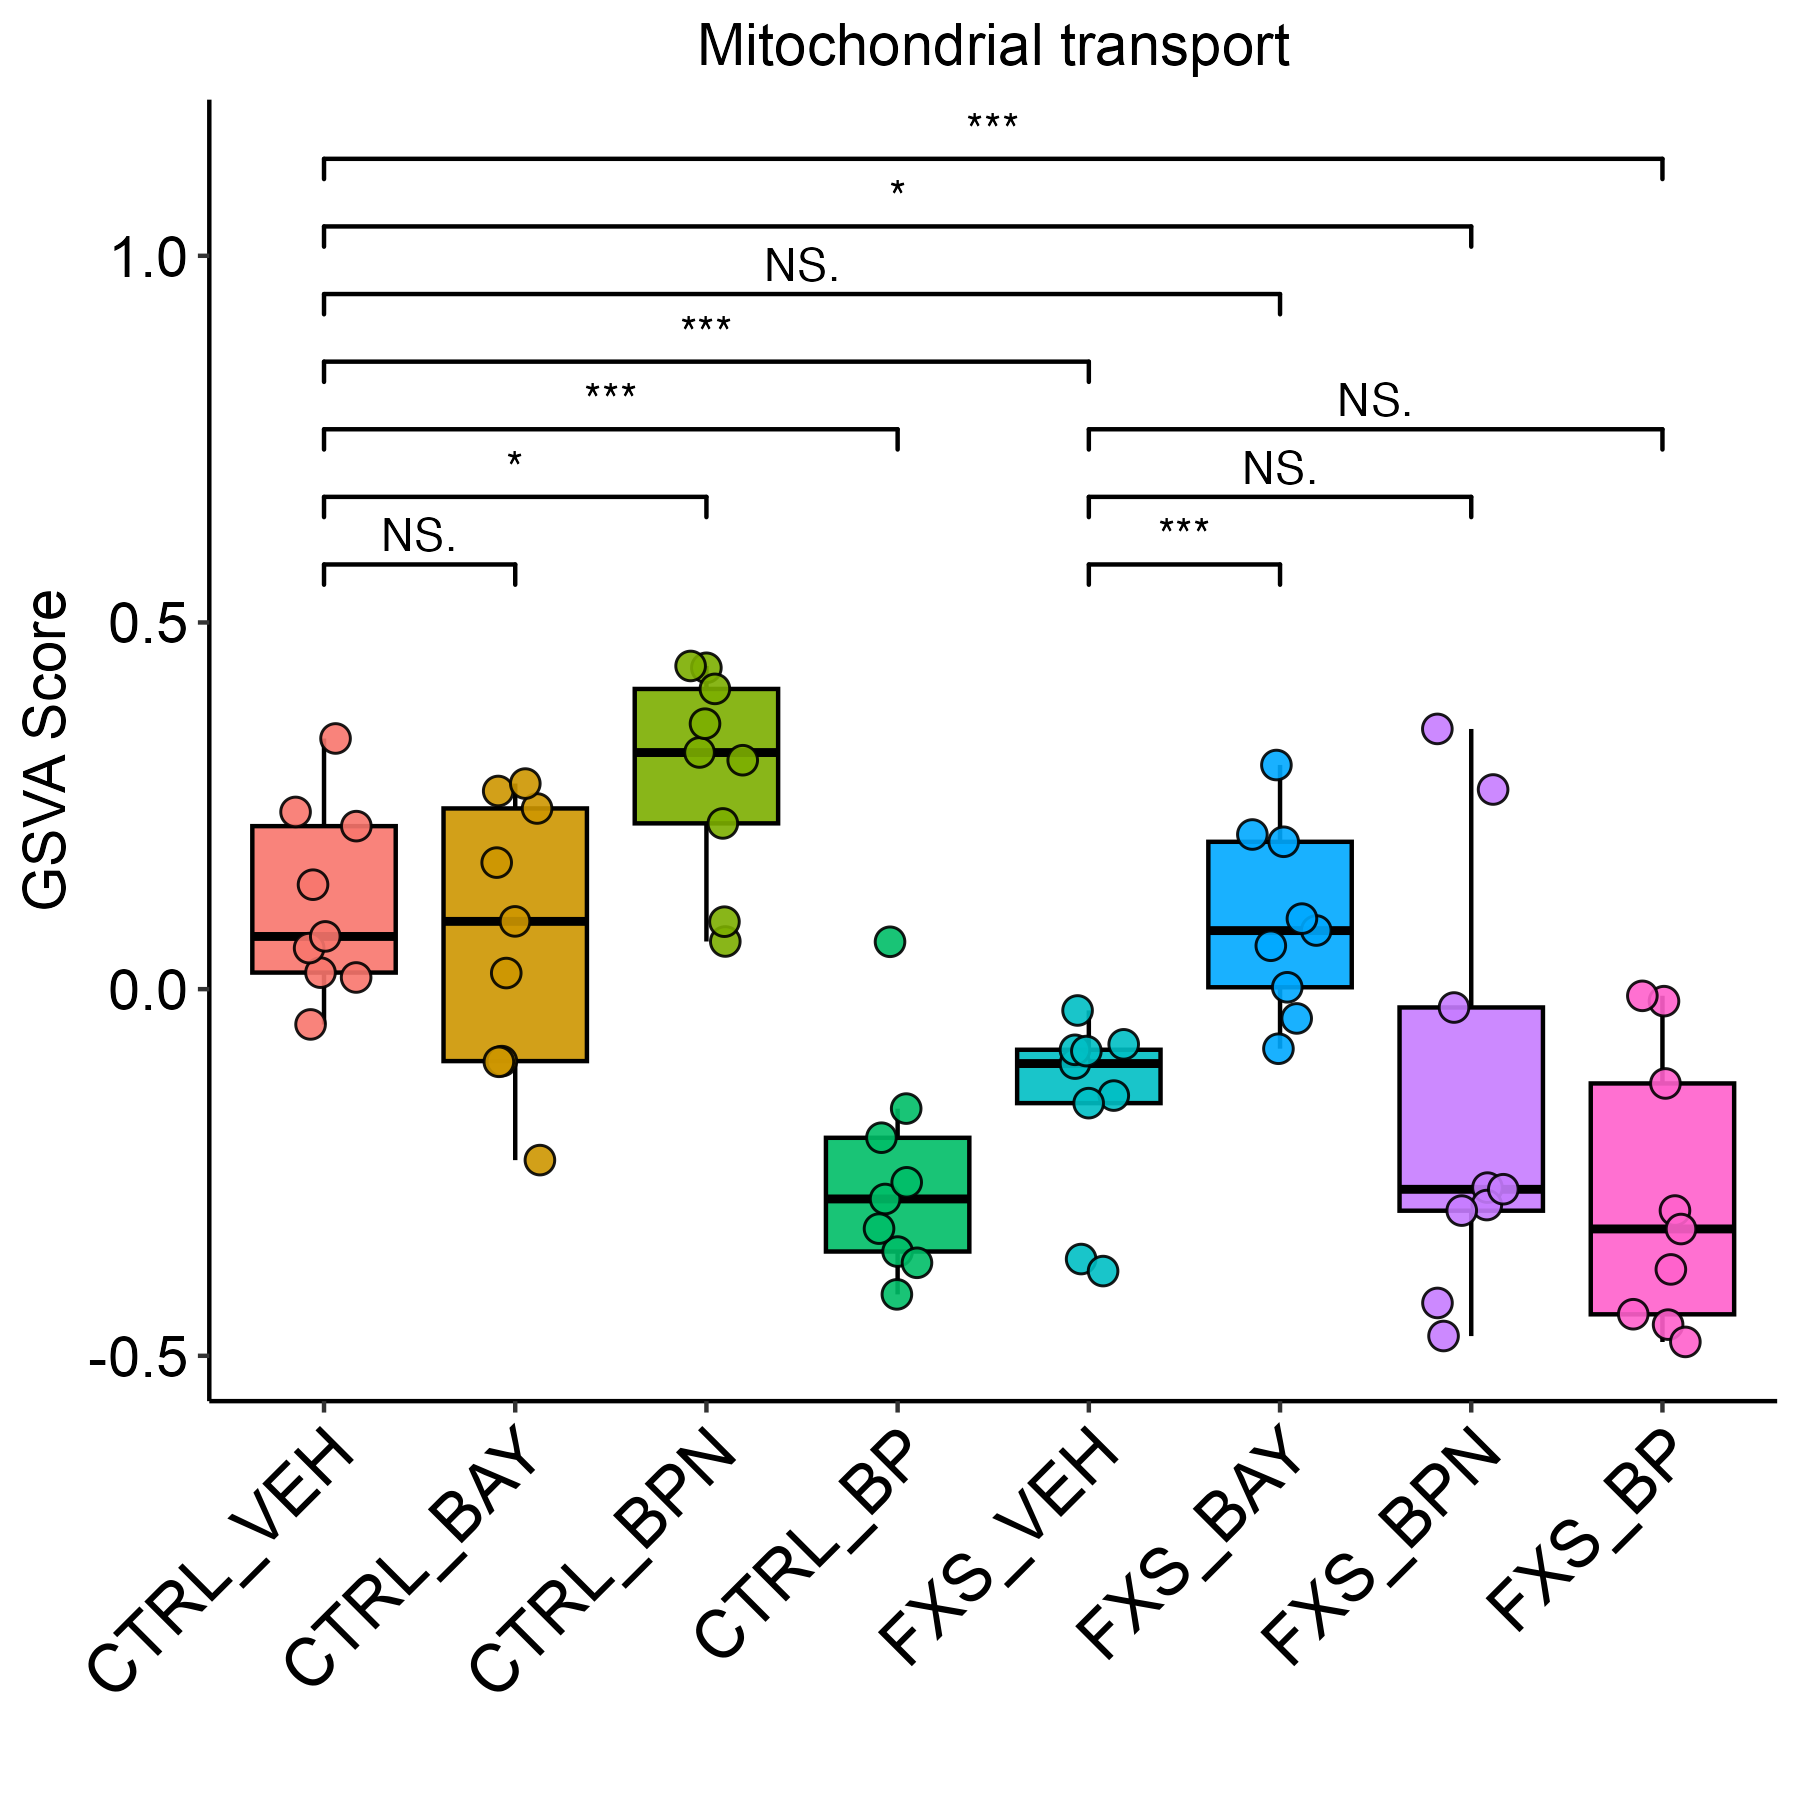 Mitochondrial transport
***
*
NS.
***
***
NS.
*
NS.
NS.
***
1.0
0.5
0.0
-0.5
GSVA Score
CTRL_VEH
CTRL_BAY
CTRL_BPN
CTRL_BP
FXS_VEH
FXS_BAY
FXS_BPN
FXS_BP